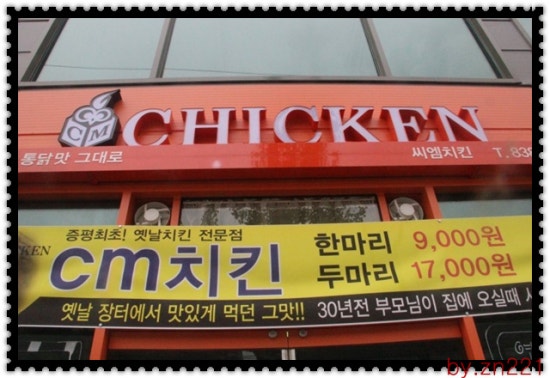 CM CHICKEN
통닭맛 그대로 씨엠치킨 T.838
증평최초! 옛날치킨 전문점
cm치킨
한마리 9,000원
두마리 17,000원
옛날 장터에서 맛있게 먹던 그맛!! 30년전 부모님이 집에 오실때
by.zn221